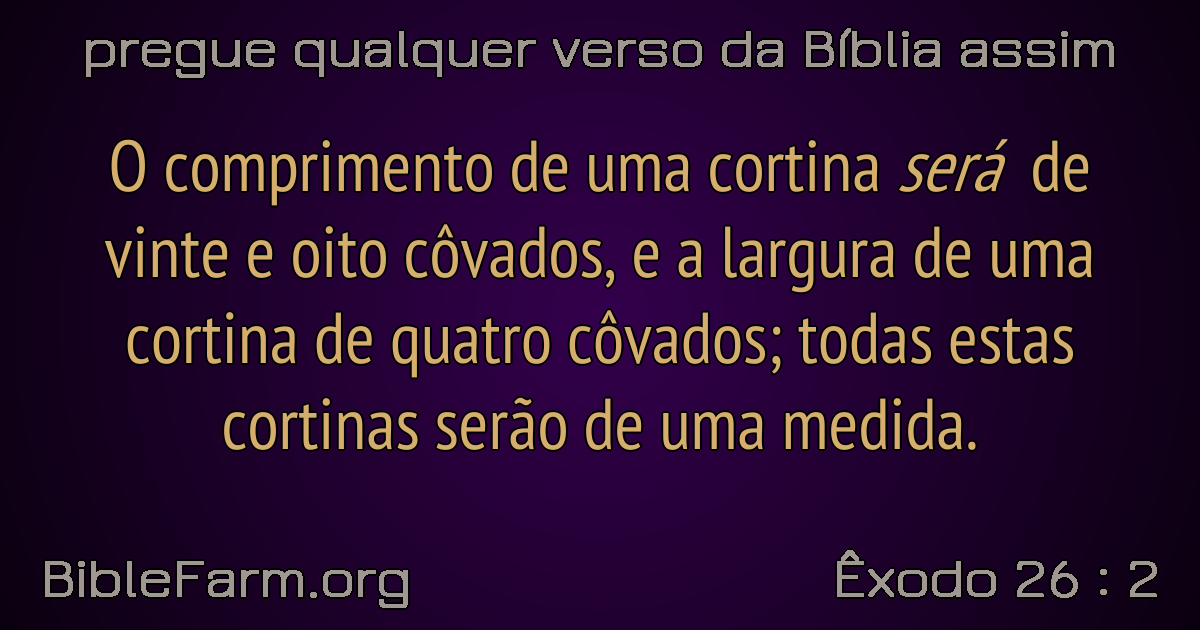 pregue qualquer verso da Bíblia assim
O comprimento de uma cortina será de
vinte e oito côvados, e a largura de uma
cortina de quatro côvados; todas estas
cortinas serão de uma medida.
BibleFarm.org
Êxodo 26 : 2